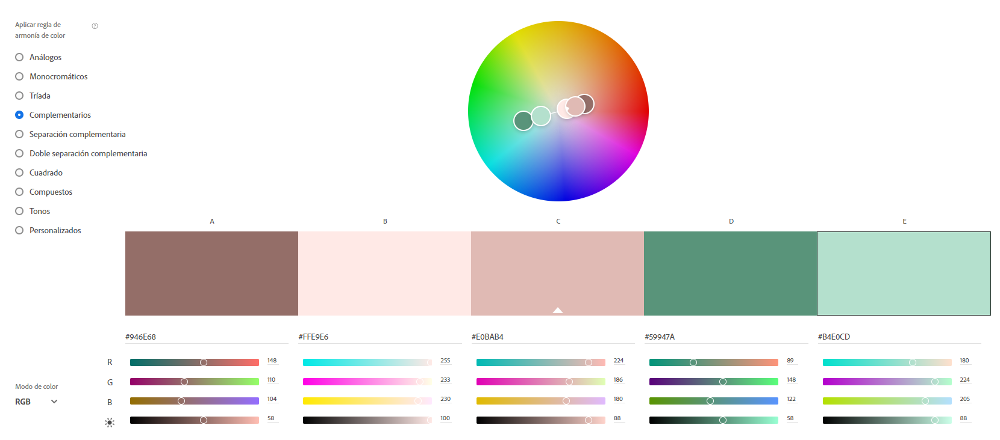 Aplicar regla de
armonía de color
?
Análogos
Monocromáticos
Tríada
Complementarios
Separación complementaria
Doble separación complementaria
Cuadrado
Compuestos
Tonos
Personalizados
A B C D E
#946E68 #FFE9E6 #E0BAB4 #59947A #B4E0CD
R 148 255 224 89 180
G 110 233 186 148 224
Modo de color
B 104 230 180 122 205
RGB
58 100 88 58 88